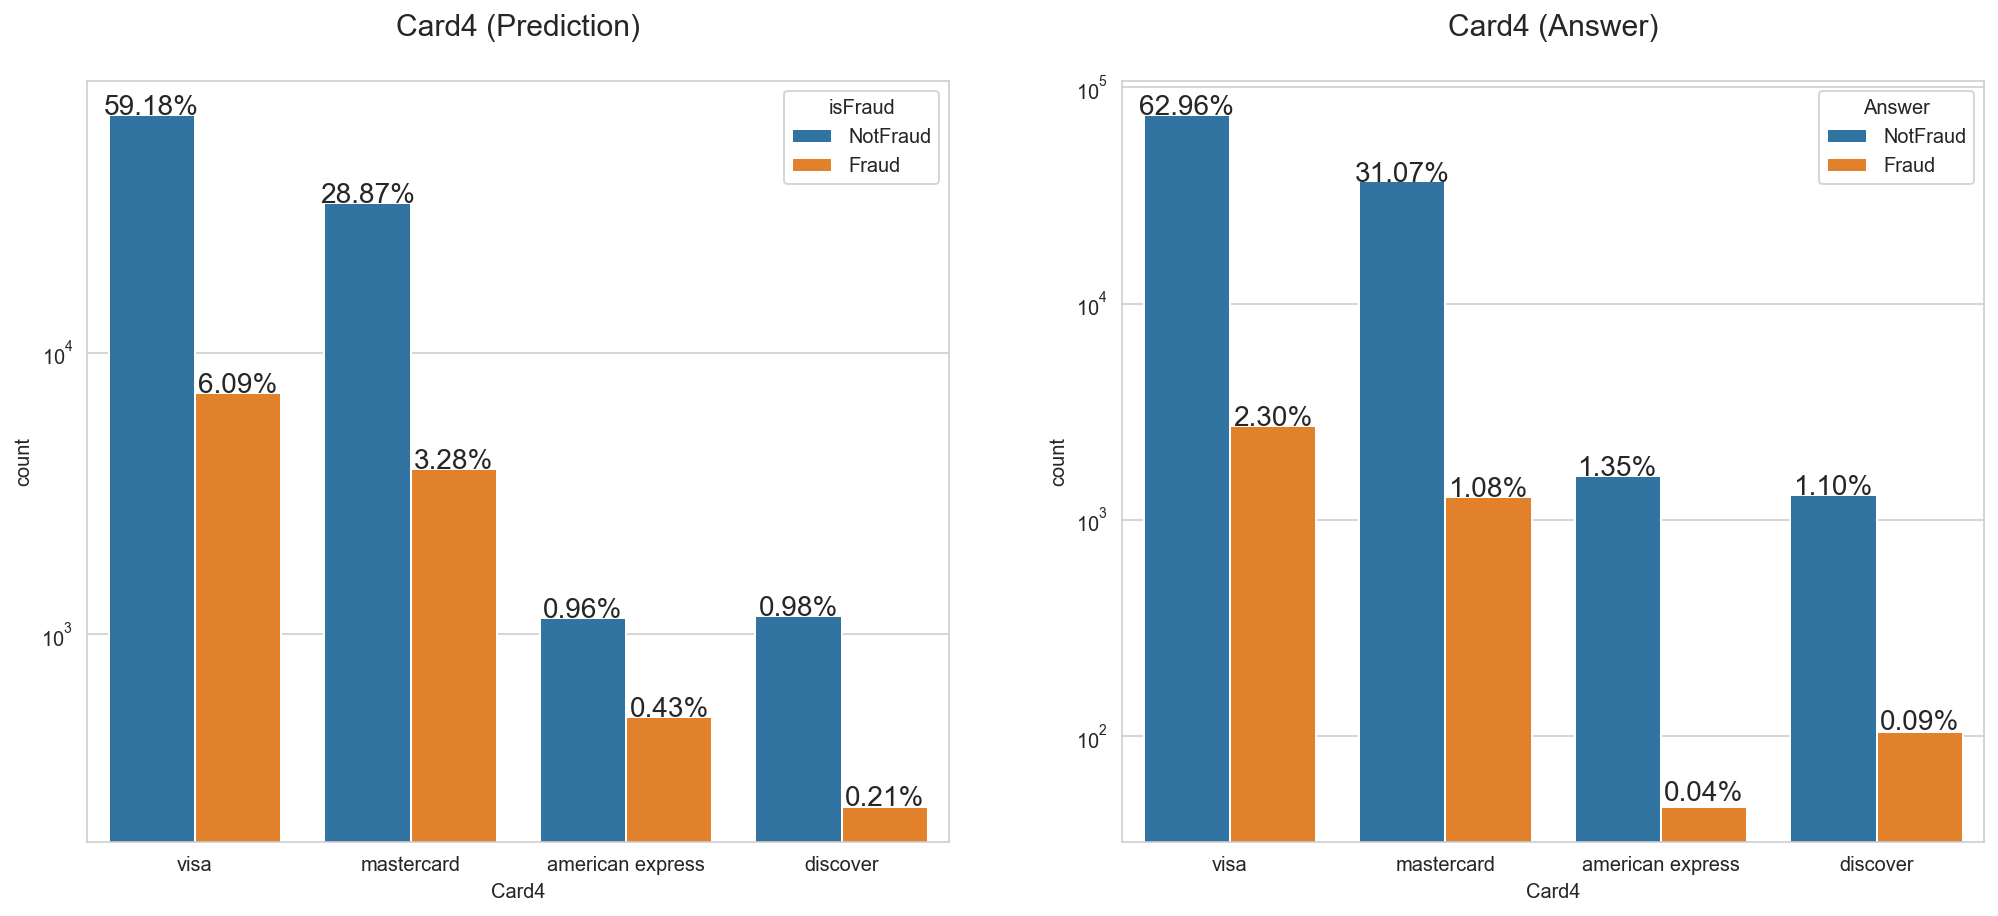 Card4 (Prediction)
59.18%
28.87%
6.09%
3.28%
0.96%
0.98%
0.43%
0.21%
isFraud
NotFraud
Fraud
10⁴
10³
count
visa
mastercard
american express
discover
Card4
Card4 (Answer)
62.96%
31.07%
2.30%
1.08%
1.35%
1.10%
0.04%
0.09%
Answer
NotFraud
Fraud
10⁵
10⁴
10³
10²
count
visa
mastercard
american express
discover
Card4